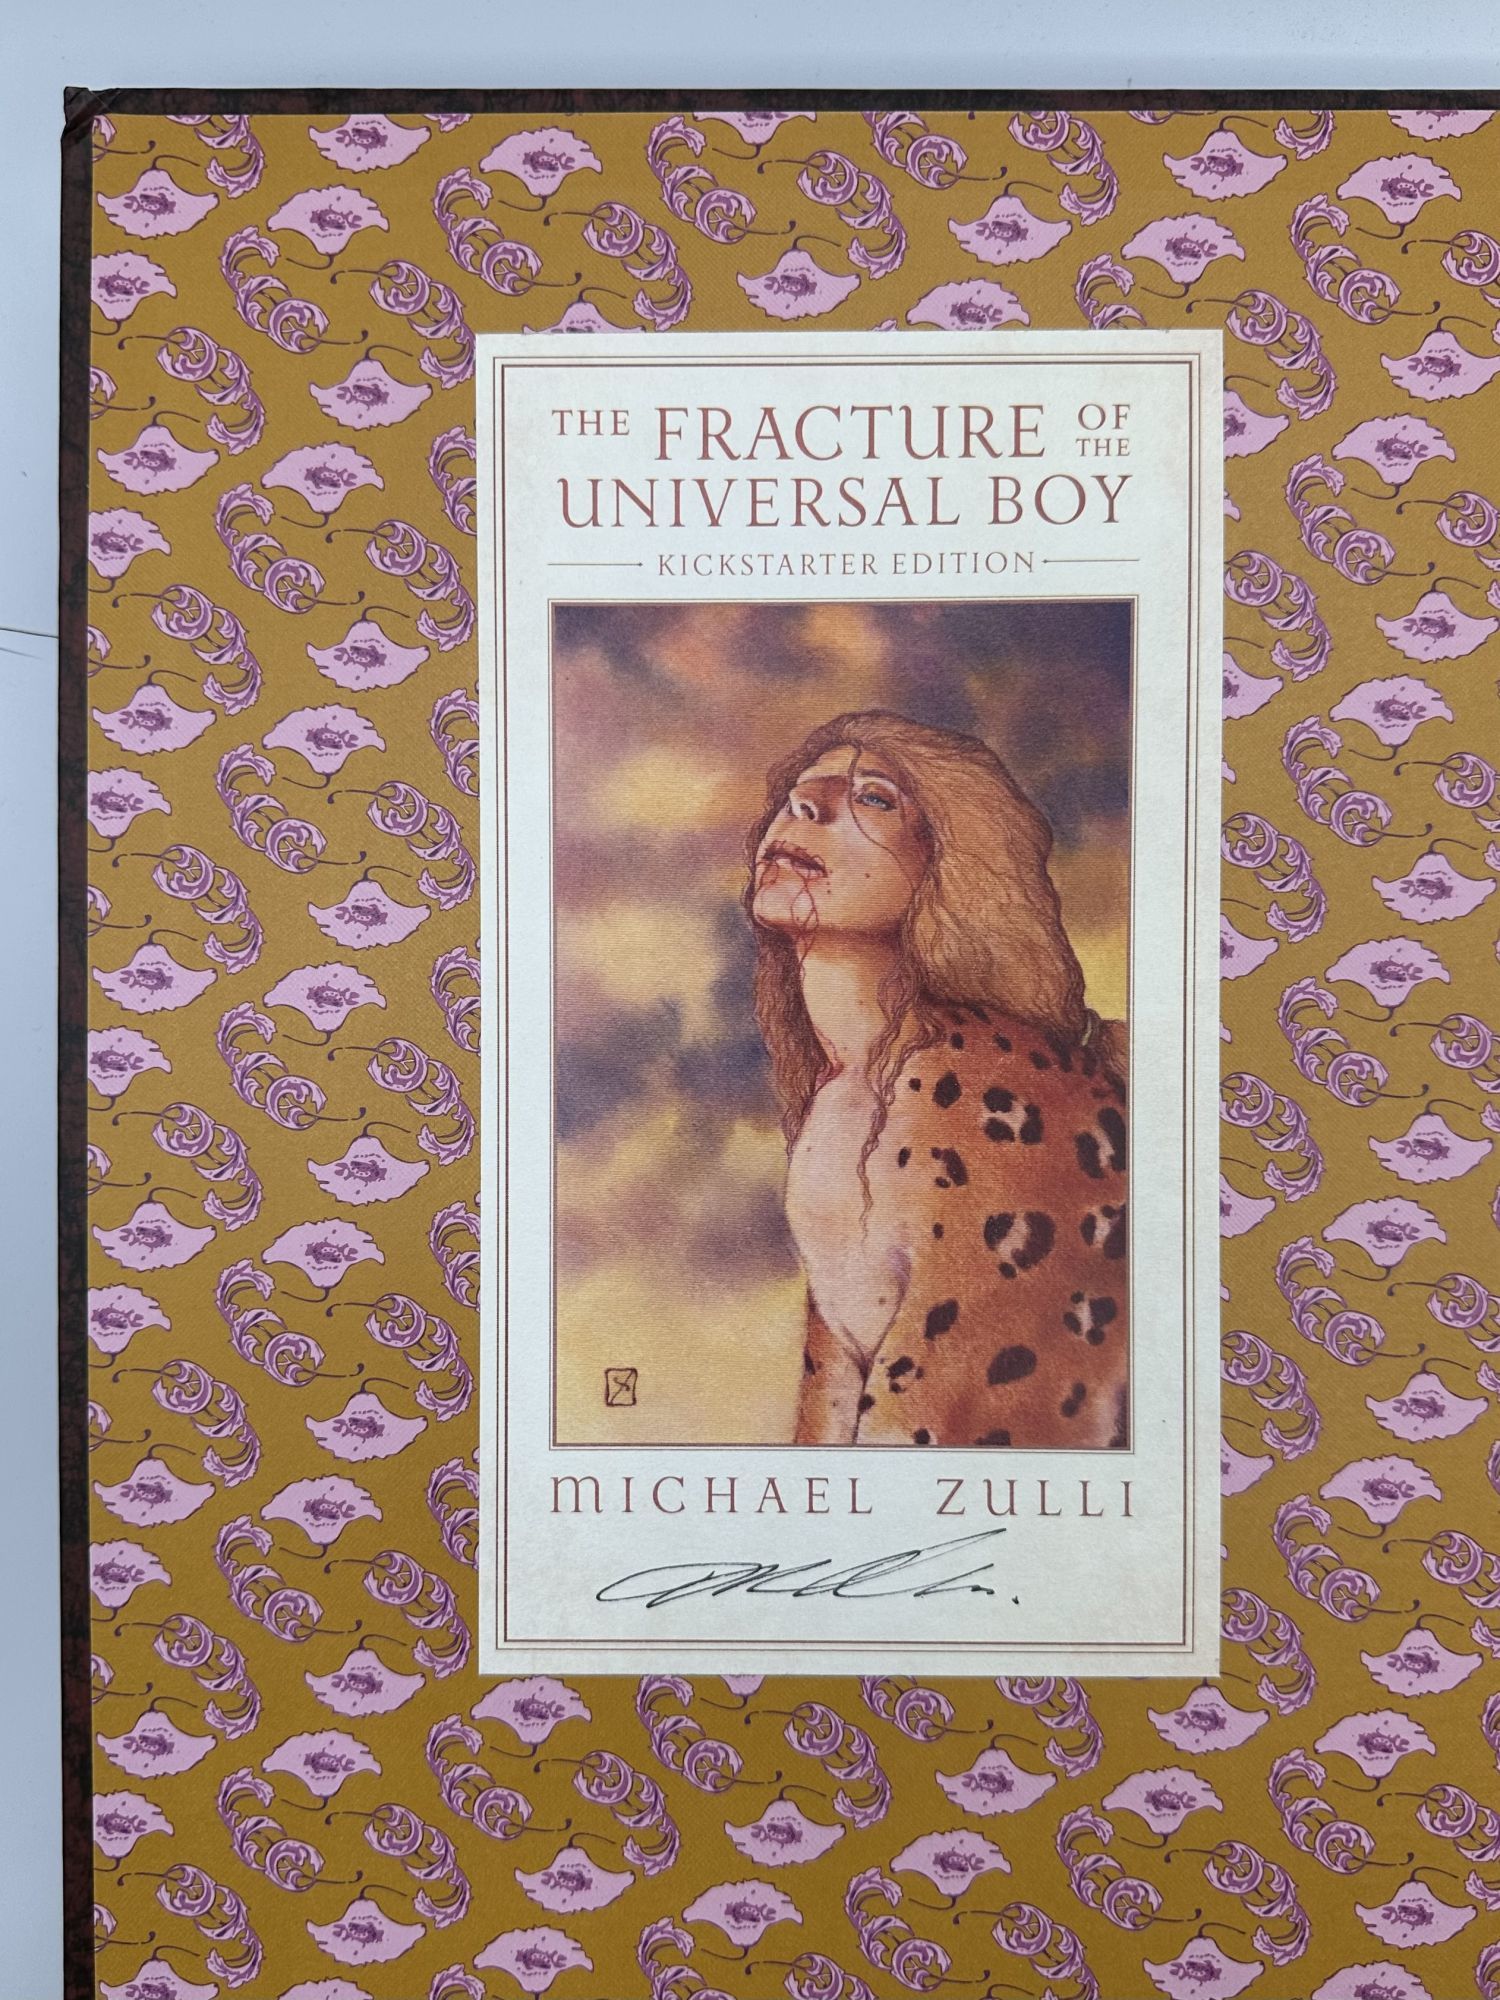 THE FRACTURE OF THE
UNIVERSAL BOY
KICKSTARTER EDITION
MICHAEL ZULLI